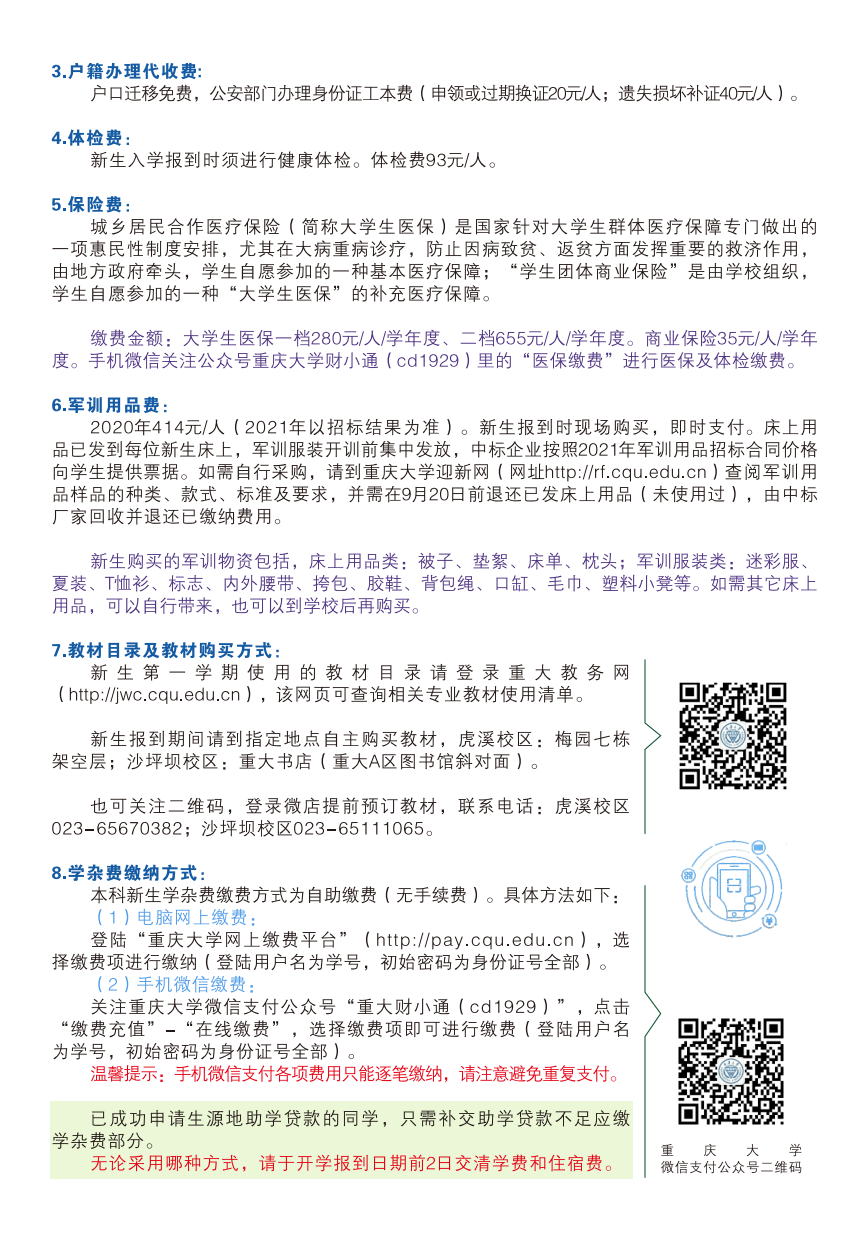 3.户籍办理代收费:
户口迁移免费，公安部门办理身份证工本费（申领或过期换证20元/人；遗失损坏补证40元/人）。
4.体检费：
新生入学报到时须进行健康体检。体检费93元/人。
5.保险费：
城乡居民合作医疗保险（简称大学生医保）是国家针对大学生群体医疗保障专门做出的
一项惠民性制度安排，尤其在大病重病诊疗，防止因病致贫、返贫方面发挥重要的救济作用，
由地方政府牵头，学生自愿参加的一种基本医疗保障；“学生团体商业保险”是由学校组织，
学生自愿参加的一种“大学生医保”的补充医疗保障。
缴费金额：大学生医保一档280元/人/学年度、二档655元/人/学年度。商业保险35元/人/学年
度。手机微信关注公众号重庆大学财小通（cd1929）里的“医保缴费”进行医保及体检缴费。
6.军训用品费：
2020年414元/人（2021年以招标结果为准）。新生报到时现场购买，即时支付。床上用
品已发到每位新生床上，军训服装开训前集中发放，中标企业按照2021年军训用品招标合同价格
向学生提供票据。如需自行采购，请到重庆大学迎新网（网址http://rf.cqu.edu.cn）查阅军训用
品样品的种类、款式、标准及要求，并需在9月20日前退还已发床上用品（未使用过），由中标
厂家回收并退还已缴纳费用。
新生购买的军训物资包括，床上用品类：被子、垫絮、床单、枕头；军训服装类：迷彩服、
夏装、T恤衫、标志、内外腰带、挎包、胶鞋、背包绳、口缸、毛巾、塑料小凳等。如需其它床上
用品，可以自行带来，也可以到学校后再购买。
7.教材目录及教材购买方式：
新生第一学期使用的教材目录请登录重大教务网
（http://jwc.cqu.edu.cn），该网页可查询相关专业教材使用清单。
新生报到期间请到指定地点自主购买教材，虎溪校区：梅园七栋
架空层；沙坪坝校区：重大书店（重大A区图书馆斜对面）。
也可关注二维码，登录微店提前预订教材，联系电话：虎溪校区
023-65670382；沙坪坝校区023-65111065。
8.学杂费缴纳方式：
本科新生学杂费缴费方式为自助缴费（无手续费）。具体方法如下：
（1）电脑网上缴费：
登陆“重庆大学网上缴费平台”（http://pay.cqu.edu.cn），选
择缴费项进行缴纳（登陆用户名为学号，初始密码为身份证号全部）。
（2）手机微信缴费：
关注重庆大学微信支付公众号“重大财小通（cd1929）”，点击
“缴费充值”-“在线缴费”，选择缴费项即可进行缴费（登陆用户名
为学号，初始密码为身份证号全部）。
温馨提示：手机微信支付各项费用只能逐笔缴纳，请注意避免重复支付。
已成功申请生源地助学贷款的同学，只需补交助学贷款不足应缴
学杂费部分。
无论采用哪种方式，请于开学报到日期前2日交清学费和住宿费。
重庆大学
微信支付公众号二维码